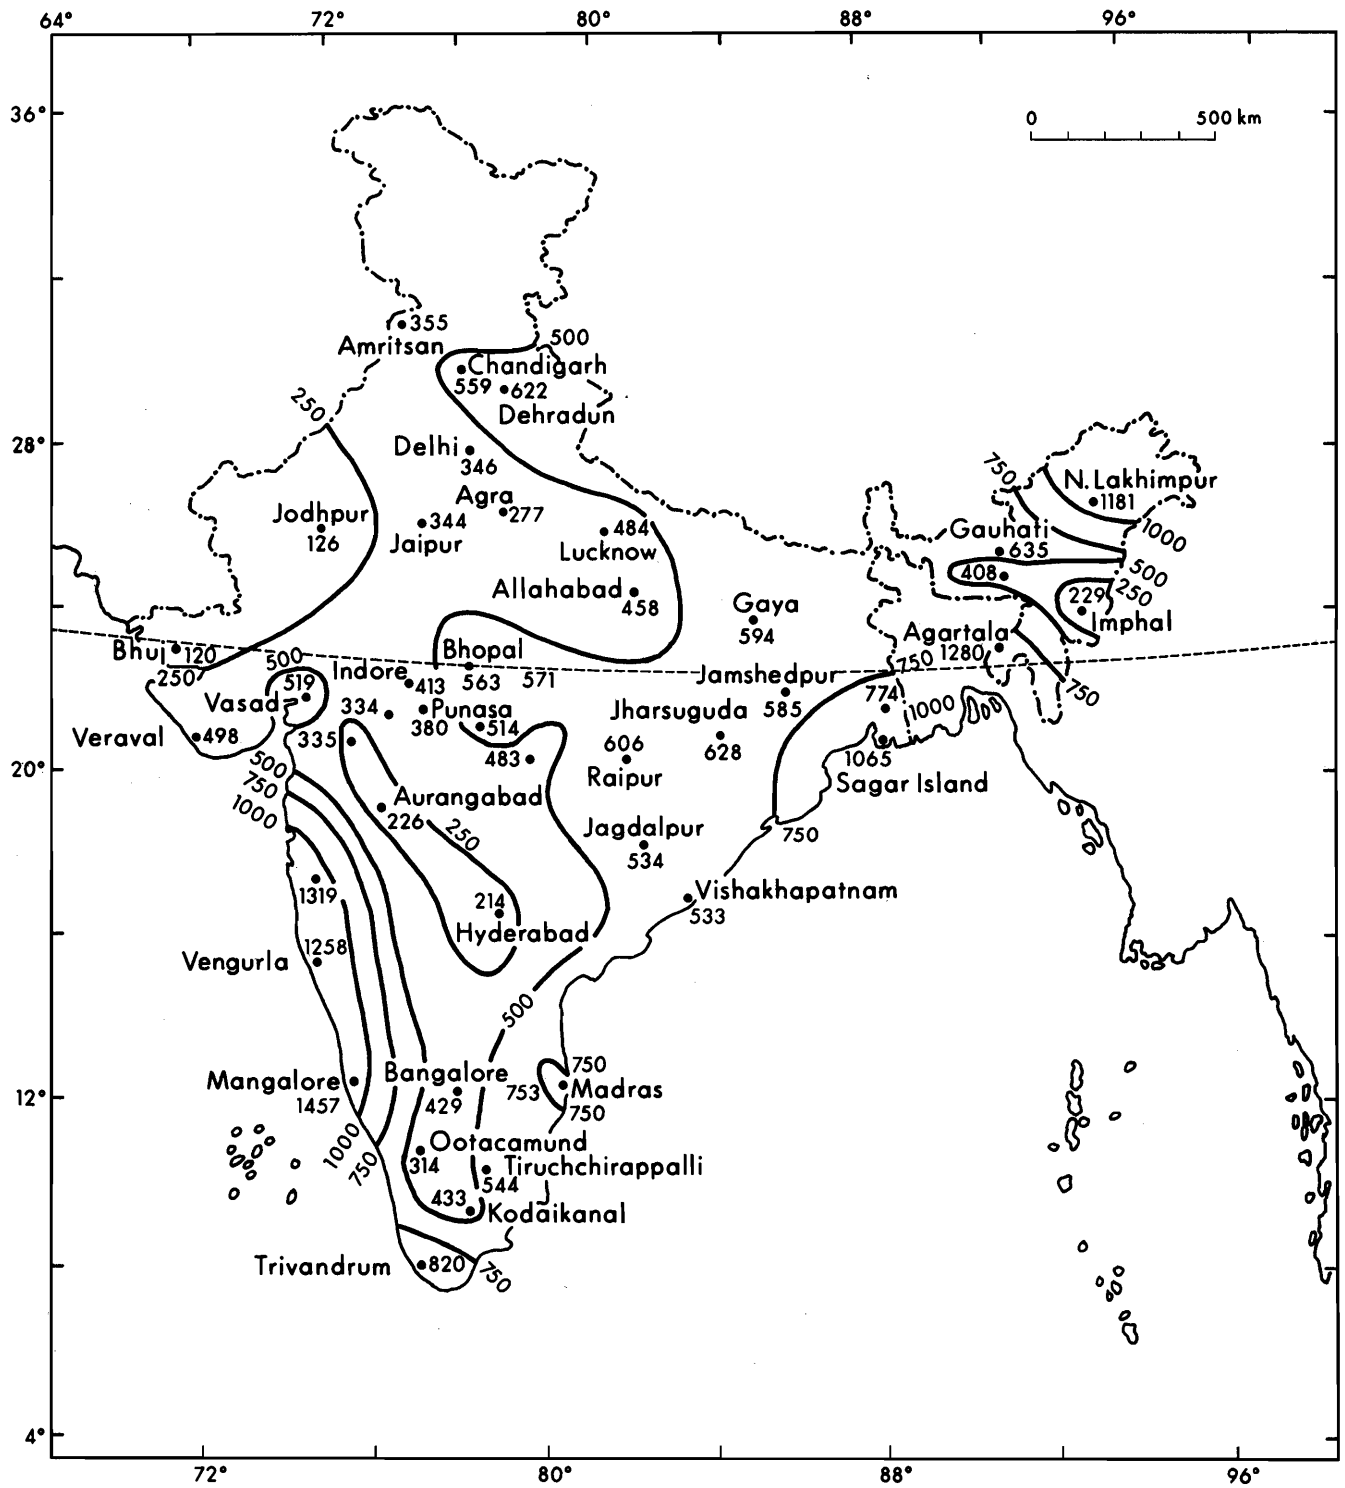 64° 72° 80° 88° 96°
36°
0 500 km
355
Amritsan
500
Chandigarh
559 622
Dehradun
250
28°
Delhi
346
750
N. Lakhimpur
1181
Agra
277
Jodhpur
126
344
Jaipur
484
Lucknow
Gauhati
635
1000
408
500
250
Allahabad
458
229
Imphal
Gaya
594
Agartala
1280
Bhuj 120
250
500
Indore
413
Bhopal
563 571
750
750
Jamshedpur
585
774
1000
519
Vasad
334
Punasa
380 514
Jharsuguda
628
Veraval 498
335
483
606
Raipur
1065
Sagar Island
20°
500
750
1000
Aurangabad
226
250
Jagdalpur
534
750
1319
214
Hyderabad
Vishakhapatnam
533
1258
Vengurla
500
Mangalore
1457
Bangalore
429
750
753 Madras
750
12°
1000
750
Ootacamund
314
Tiruchchirappalli
544
433
Kodaikanal
Trivandrum 820
750
4°
72° 80° 88° 96°